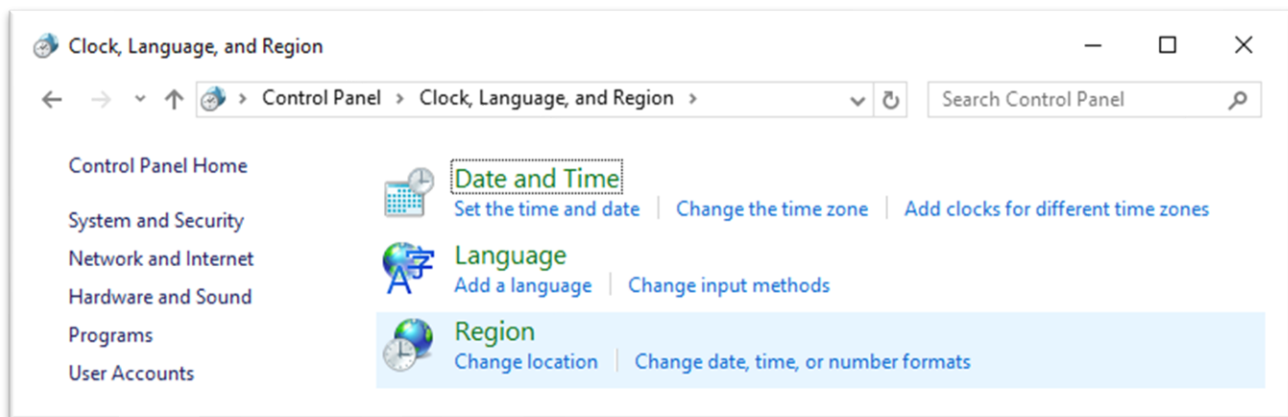 Clock, Language, and Region
Control Panel > Clock, Language, and Region >
Search Control Panel
Control Panel Home
System and Security
Network and Internet
Hardware and Sound
Programs
User Accounts
Date and Time
Set the time and date | Change the time zone | Add clocks for different time zones
Language
Add a language | Change input methods
Region
Change location | Change date, time, or number formats